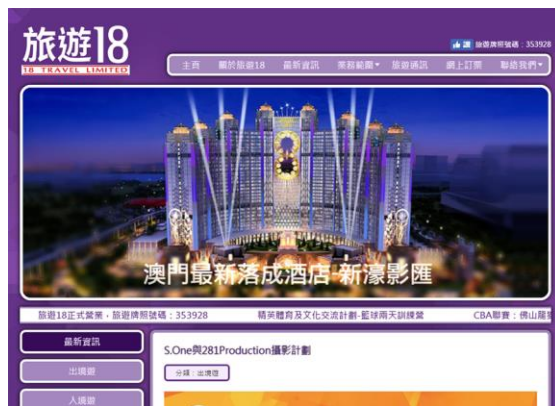 旅遊18
18 TRAVEL LIMITED
讚 旅遊牌照號碼：353928
主頁 關於旅遊18 最新資訊 業務範圍 旅遊通訊 網上訂票 聯絡我們
澳門最新落成酒店-新濠影匯
旅遊18正式營業，旅遊牌照號碼：353928 精英體育及文化交流計劃-籃球兩天訓練營 CBA聯賽：佛山龍獅
最新資訊
S.One與281Production攝影計劃
出境遊
分類：出境遊
入境遊